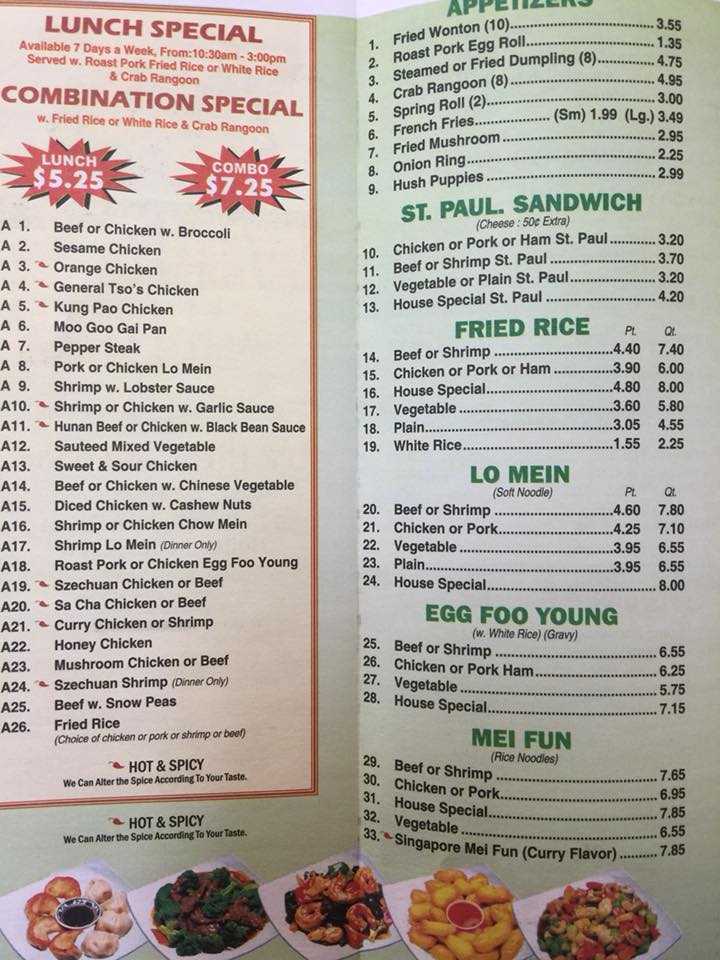 LUNCH SPECIAL
Available 7 Days a Week, From:10:30am - 3:00pm
Served w. Roast Pork Fried Rice or White Rice
& Crab Rangoon
COMBINATION SPECIAL
w. Fried Rice or White Rice & Crab Rangoon
LUNCH
$5.25
COMBO
$7.25
A 1. Beef or Chicken w. Broccoli
A 2. Sesame Chicken
A 3. Orange Chicken
A 4. General Tso's Chicken
A 5. Kung Pao Chicken
A 6. Moo Goo Gai Pan
A 7. Pepper Steak
A 8. Pork or Chicken Lo Mein
A 9. Shrimp w. Lobster Sauce
A10. Shrimp or Chicken w. Garlic Sauce
A11. Hunan Beef or Chicken w. Black Bean Sauce
A12. Sauteed Mixed Vegetable
A13. Sweet & Sour Chicken
A14. Beef or Chicken w. Chinese Vegetable
A15. Diced Chicken w. Cashew Nuts
A16. Shrimp or Chicken Chow Mein
A17. Shrimp Lo Mein (Dinner Only)
A18. Roast Pork or Chicken Egg Foo Young
A19. Szechuan Chicken or Beef
A20. Sa Cha Chicken or Beef
A21. Curry Chicken or Shrimp
A22. Honey Chicken
A23. Mushroom Chicken or Beef
A24. Szechuan Shrimp (Dinner Only)
A25. Beef w. Snow Peas
A26. Fried Rice
(Choice of chicken or pork or shrimp or beef)
HOT & SPICY
We Can Alter the Spice According To Your Taste.
HOT & SPICY
We Can Alter the Spice According To Your Taste.
APPETIZERS
1. Fried Wonton (10)..........3.55
2. Roast Pork Egg Roll..........1.35
3. Steamed or Fried Dumpling (8)..........4.75
4. Crab Rangoon (8)..........4.95
5. Spring Roll (2)..........3.00
6. French Fries.......... (Sm) 1.99 (Lg.) 3.49
7. Fried Mushroom..........2.95
8. Onion Ring..........2.25
9. Hush Puppies..........2.99
ST. PAUL. SANDWICH
(Cheese : 50¢ Extra)
10. Chicken or Pork or Ham St. Paul..........3.20
11. Beef or Shrimp St. Paul..........3.70
12. Vegetable or Plain St. Paul..........3.20
13. House Special St. Paul..........4.20
FRIED RICE Pt. Qt.
14. Beef or Shrimp..........4.40 7.40
15. Chicken or Pork or Ham..........3.90 6.00
16. House Special..........4.80 8.00
17. Vegetable..........3.60 5.80
18. Plain..........3.05 4.55
19. White Rice..........1.55 2.25
LO MEIN
(Soft Noodle) Pt. Qt.
20. Beef or Shrimp..........4.60 7.80
21. Chicken or Pork..........4.25 7.10
22. Vegetable..........3.95 6.55
23. Plain..........3.95 6.55
24. House Special..........8.00
EGG FOO YOUNG
(w. White Rice) (Gravy)
25. Beef or Shrimp..........6.55
26. Chicken or Pork Ham..........6.25
27. Vegetable..........5.75
28. House Special..........7.15
MEI FUN
(Rice Noodles)
29. Beef or Shrimp..........7.65
30. Chicken or Pork..........6.95
31. House Special..........7.85
32. Vegetable..........6.55
33. Singapore Mei Fun (Curry Flavor)..........7.85